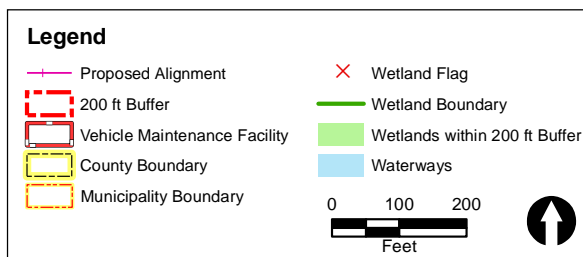 Legend
Proposed Alignment
200 ft Buffer
Vehicle Maintenance Facility
County Boundary
Municipality Boundary
Wetland Flag
Wetland Boundary
Wetlands within 200 ft Buffer
Waterways
0 100 200
Feet